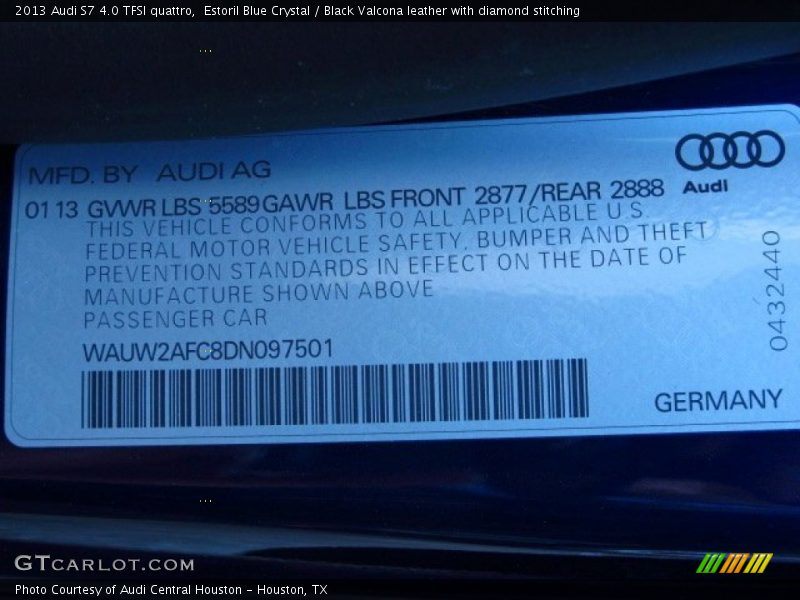 2013 Audi S7 4.0 TFSI quattro,  Estoril Blue Crystal / Black Valcona leather with diamond stitching
MFD. BY AUDI AG
Audi
01 13 GVWR LBS 5589 GAWR LBS FRONT 2877/REAR 2888
THIS VEHICLE CONFORMS TO ALL APPLICABLE U.S.
FEDERAL MOTOR VEHICLE SAFETY, BUMPER AND THEFT
PREVENTION STANDARDS IN EFFECT ON THE DATE OF
MANUFACTURE SHOWN ABOVE
PASSENGER CAR
WAUW2AFC8DN097501
0432440
GERMANY
GTCARLOT.COM
Photo Courtesy of Audi Central Houston - Houston, TX